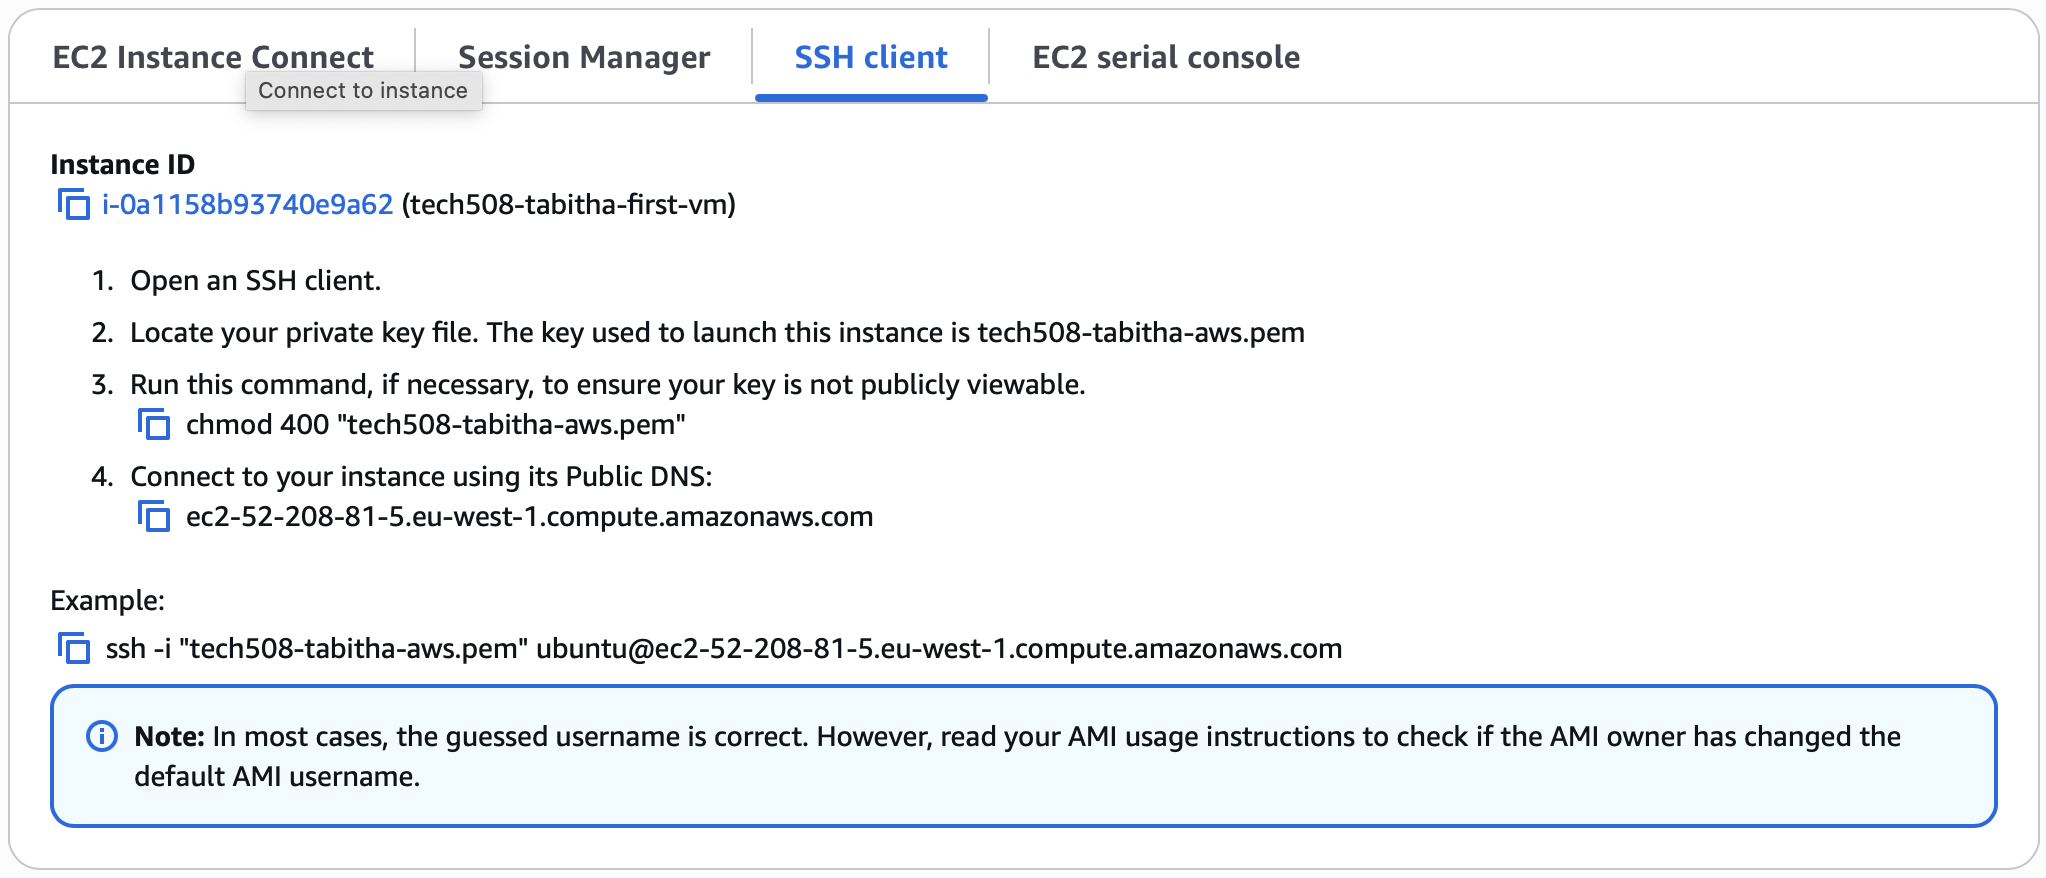 EC2 Instance Connect
Session Manager
SSH client
EC2 serial console
Connect to instance
Instance ID
i-0a1158b93740e9a62 (tech508-tabitha-first-vm)
1. Open an SSH client.
2. Locate your private key file. The key used to launch this instance is tech508-tabitha-aws.pem
3. Run this command, if necessary, to ensure your key is not publicly viewable.
chmod 400 "tech508-tabitha-aws.pem"
4. Connect to your instance using its Public DNS:
ec2-52-208-81-5.eu-west-1.compute.amazonaws.com
Example:
ssh -i "tech508-tabitha-aws.pem" ubuntu@ec2-52-208-81-5.eu-west-1.compute.amazonaws.com
Note: In most cases, the guessed username is correct. However, read your AMI usage instructions to check if the AMI owner has changed the
default AMI username.